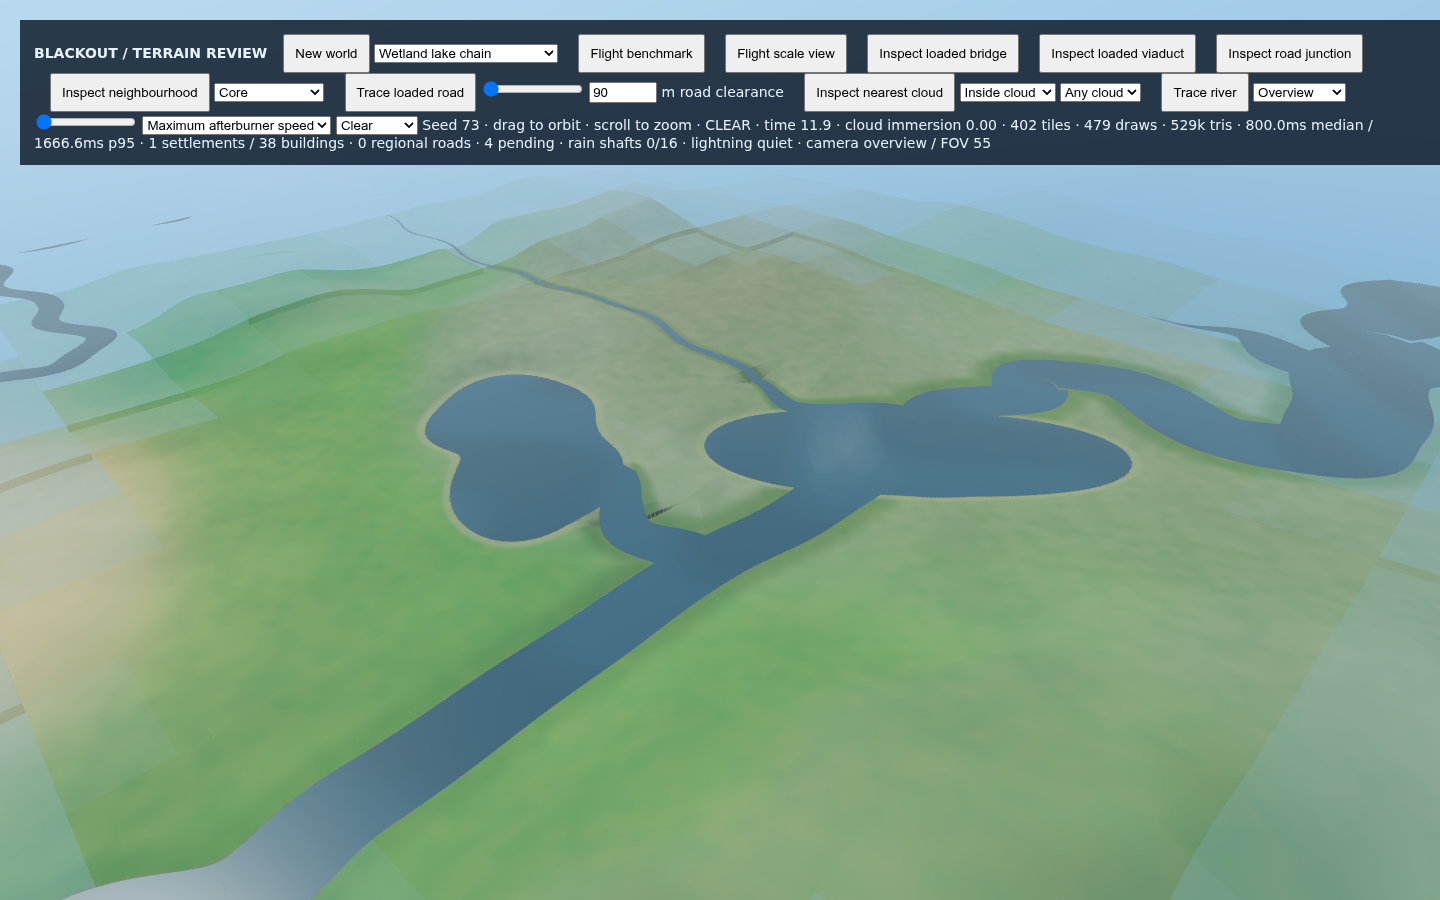 BLACKOUT / TERRAIN REVIEW New world Wetland lake chain Flight benchmark Flight scale view Inspect loaded bridge Inspect loaded viaduct Inspect road junction
Inspect neighbourhood Core Trace loaded road 90 m road clearance Inspect nearest cloud Inside cloud Any cloud Trace river Overview
Maximum afterburner speed Clear Seed 73 · drag to orbit · scroll to zoom · CLEAR · time 11.9 · cloud immersion 0.00 · 402 tiles · 479 draws · 529k tris · 800.0ms median /
1666.6ms p95 · 1 settlements / 38 buildings · 0 regional roads · 4 pending · rain shafts 0/16 · lightning quiet · camera overview / FOV 55